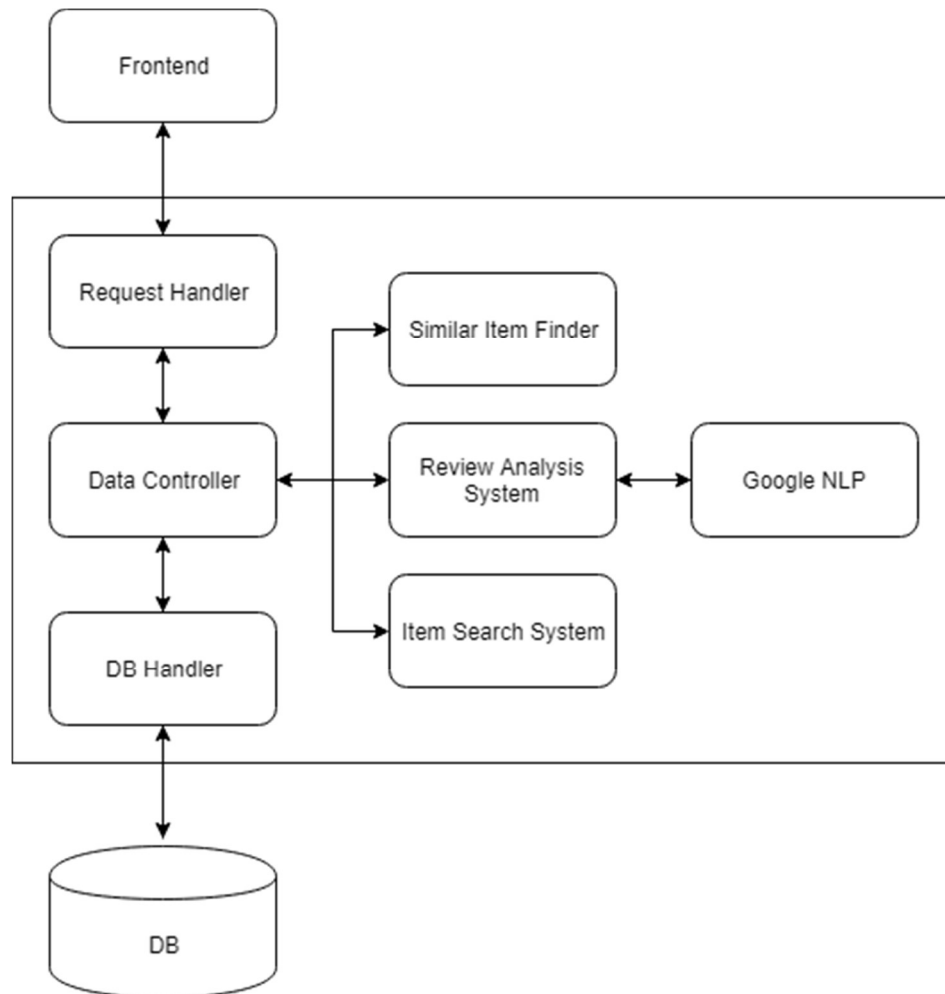 Frontend
Request Handler
Similar Item Finder
Data Controller
Review Analysis
System
Google NLP
Item Search System
DB Handler
DB